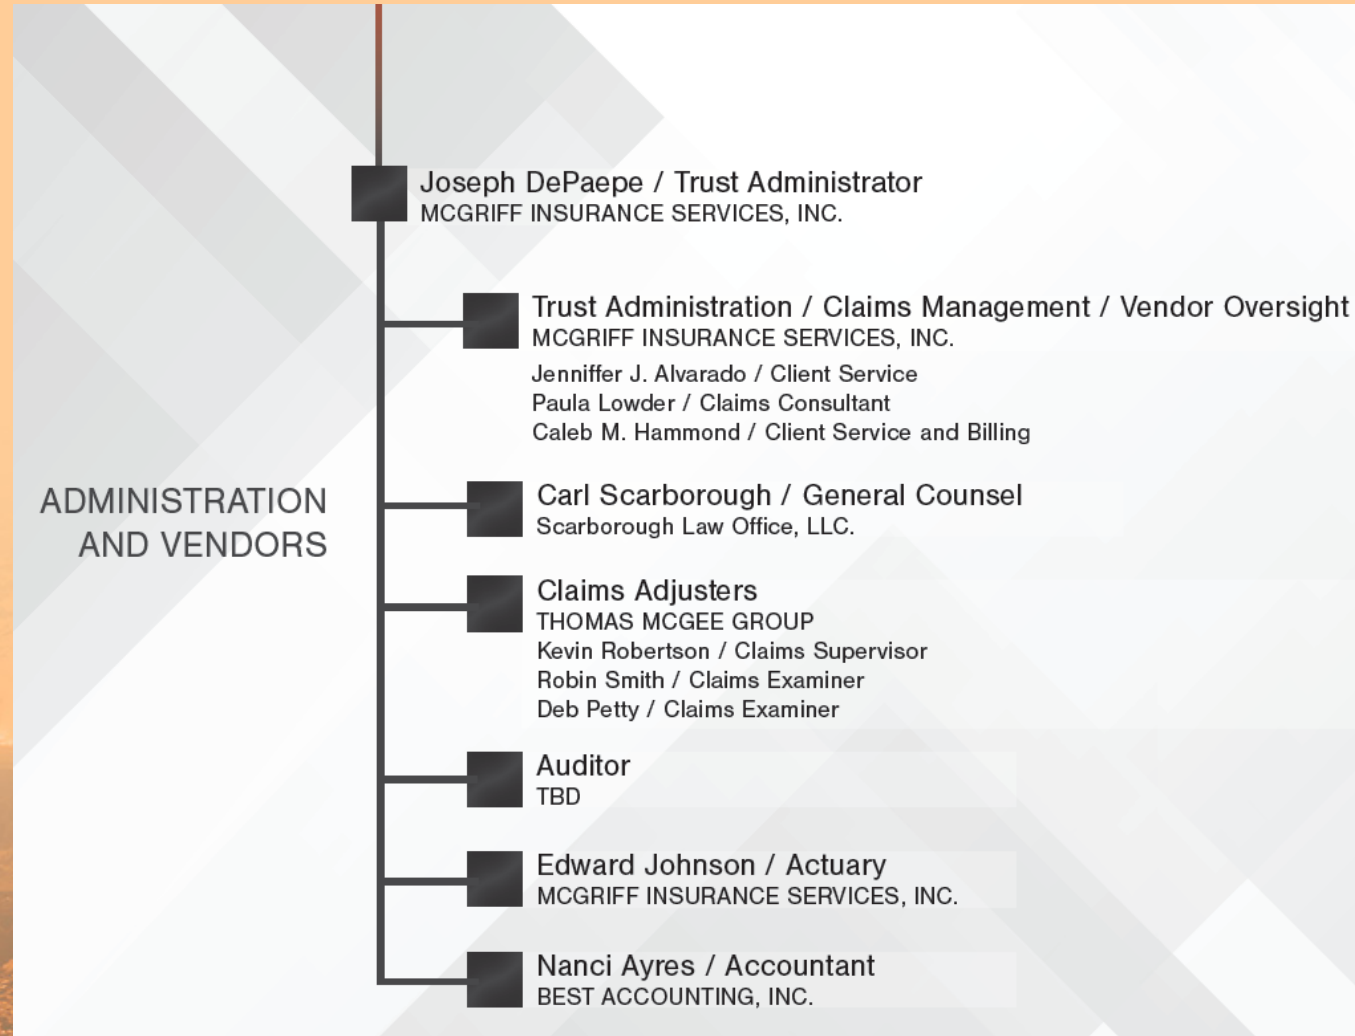 Joseph DePaepe / Trust Administrator
MCGRIFF INSURANCE SERVICES, INC.
Trust Administration / Claims Management / Vendor Oversight
MCGRIFF INSURANCE SERVICES, INC.
Jenniffer J. Alvarado / Client Service
Paula Lowder / Claims Consultant
Caleb M. Hammond / Client Service and Billing
ADMINISTRATION
AND VENDORS
Carl Scarborough / General Counsel
Scarborough Law Office, LLC.
Claims Adjusters
THOMAS MCGEE GROUP
Kevin Robertson / Claims Supervisor
Robin Smith / Claims Examiner
Deb Petty / Claims Examiner
Auditor
TBD
Edward Johnson / Actuary
MCGRIFF INSURANCE SERVICES, INC.
Nanci Ayres / Accountant
BEST ACCOUNTING, INC.